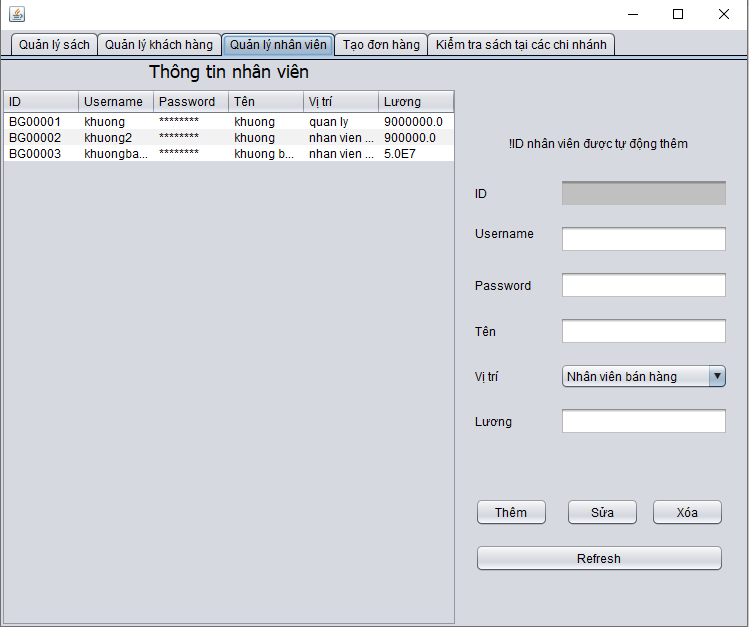 Quản lý sách Quản lý khách hàng Quản lý nhân viên Tạo đơn hàng Kiểm tra sách tại các chi nhánh
Thông tin nhân viên
ID Username Password Tên Vị trí Lương
BG00001 khuong ******** khuong quan ly 9000000.0
BG00002 khuong2 ******** khuong nhan vien ... 900000.0
BG00003 khuongba... ******** khuong b... nhan vien ... 5.0E7
!ID nhân viên được tự động thêm
ID
Username
Password
Tên
Vị trí Nhân viên bán hàng
Lương
Thêm Sửa Xóa
Refresh